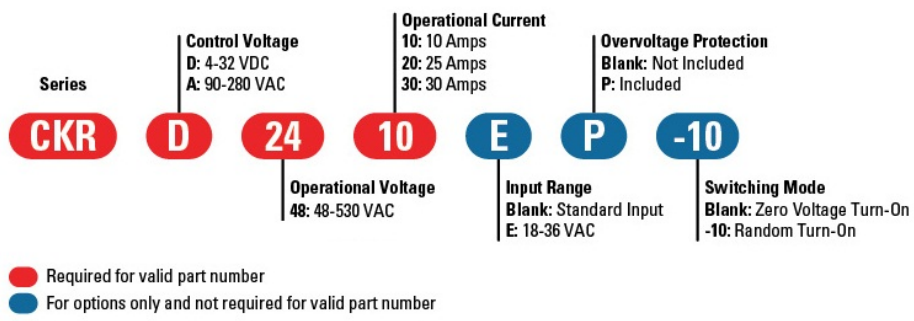 Operational Current
10: 10 Amps
20: 25 Amps
30: 30 Amps
Control Voltage
D: 4-32 VDC
A: 90-280 VAC
Overvoltage Protection
Blank: Not Included
P: Included
Series
CKR D 24 10 E P -10
Operational Voltage
48: 48-530 VAC
Input Range
Blank: Standard Input
E: 18-36 VAC
Switching Mode
Blank: Zero Voltage Turn-On
-10: Random Turn-On
Required for valid part number
For options only and not required for valid part number